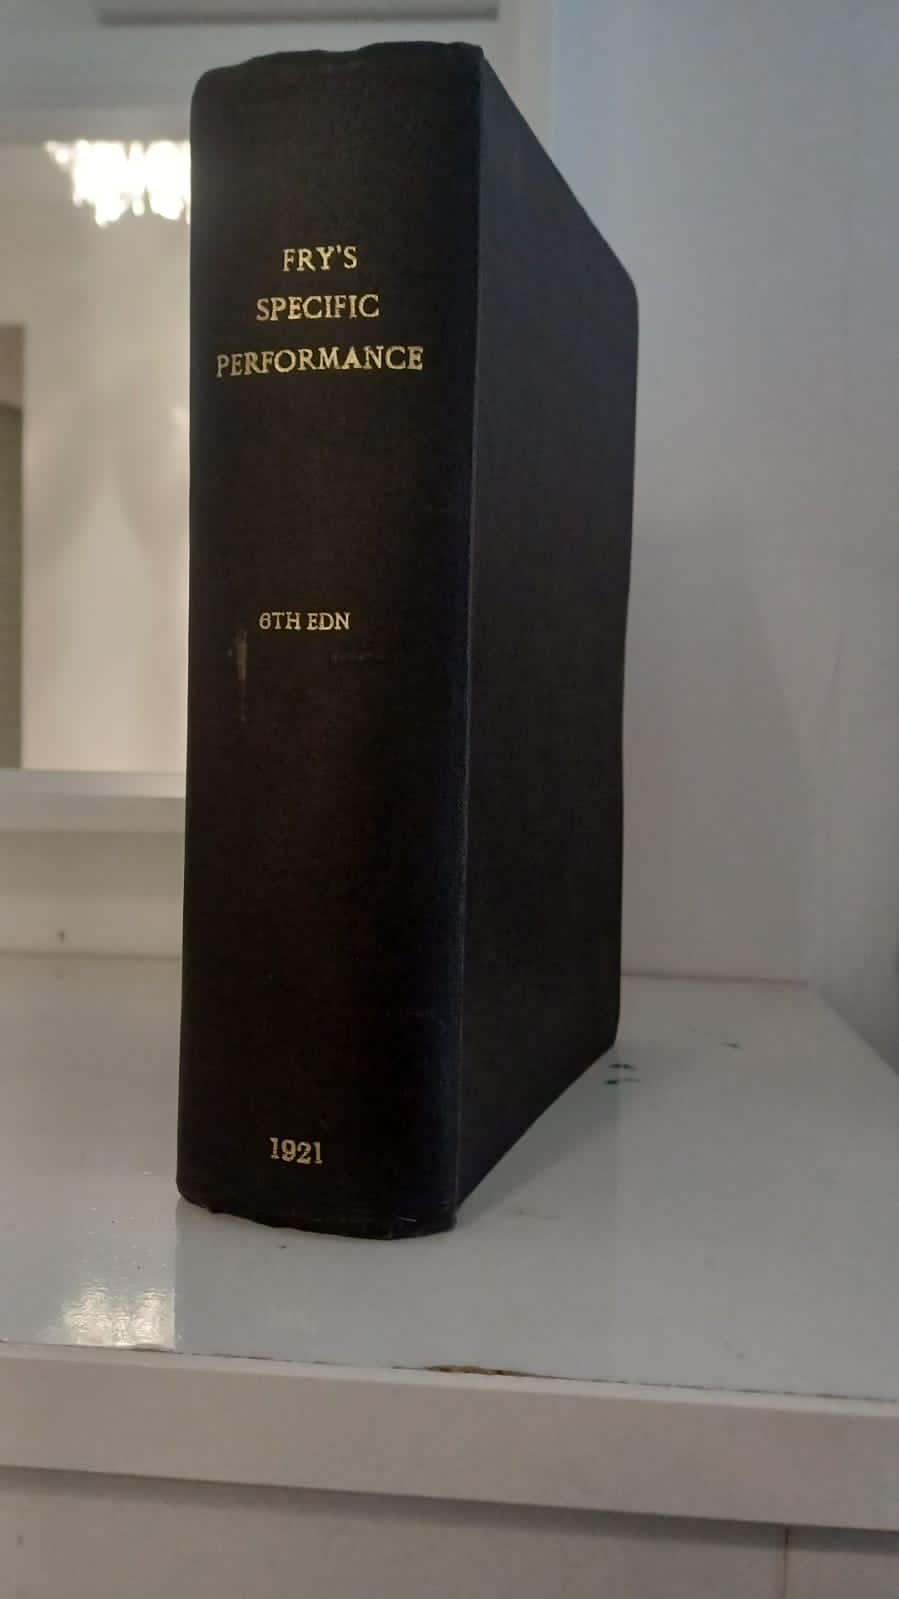 FRY'S
SPECIFIC
PERFORMANCE
6TH EDN
1921